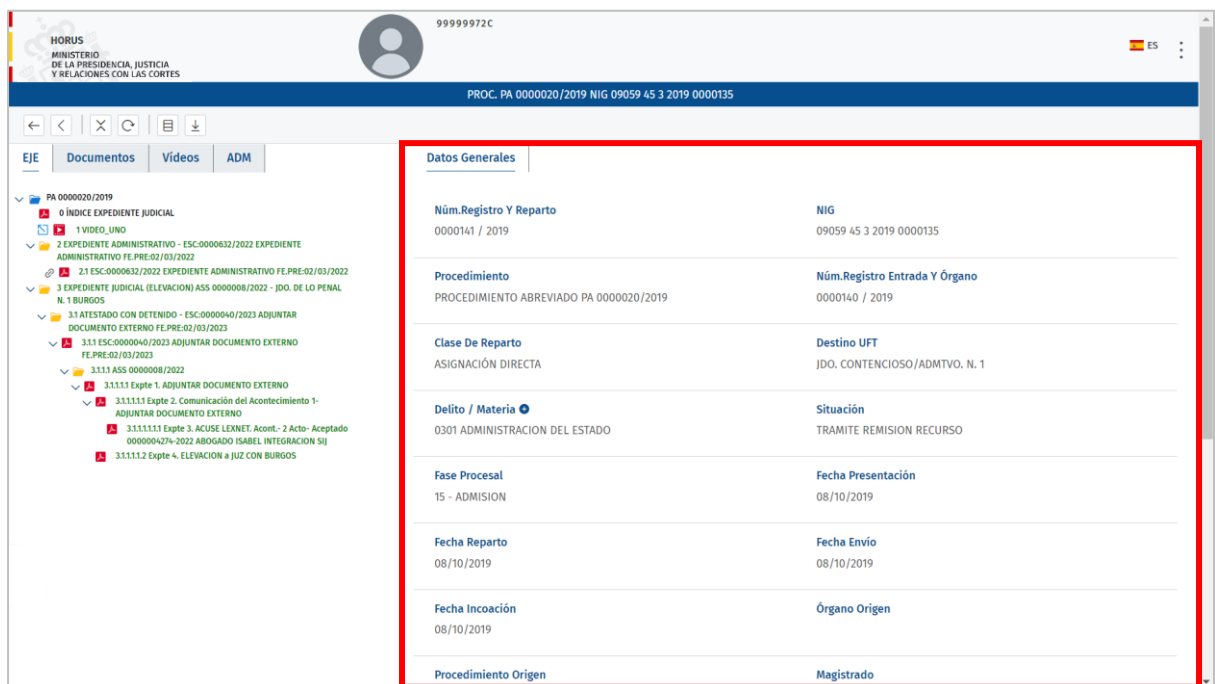 99999972C
HORUS
MINISTERIO
DE LA PRESIDENCIA, JUSTICIA
Y RELACIONES CON LAS CORTES
ES
PROC. PA 0000020/2019 NIG 09059 45 3 2019 0000135
EJE Documentos Vídeos ADM
PA 0000020/2019
0 ÍNDICE EXPEDIENTE JUDICIAL
1 VIDEO_UNO
2 EXPEDIENTE ADMINISTRATIVO - ESC:0000632/2022 EXPEDIENTE
ADMINISTRATIVO FE.PRE:02/03/2022
2.1 ESC:0000632/2022 EXPEDIENTE ADMINISTRATIVO FE.PRE:02/03/2022
3 EXPEDIENTE JUDICIAL (ELEVACION) ASS 0000008/2022 - JDO. DE LO PENAL
N. 1 BURGOS
3.1 ATESTADO CON DETENIDO - ESC:0000040/2023 ADJUNTAR
DOCUMENTO EXTERNO FE.PRE:02/03/2023
3.1.1 ESC:0000040/2023 ADJUNTAR DOCUMENTO EXTERNO
FE.PRE:02/03/2023
3.1.1.1 ASS 0000008/2022
3.1.1.1.1 Expte 1. ADJUNTAR DOCUMENTO EXTERNO
3.1.1.1.1.1 Expte 2. Comunicación del Acontecimiento 1-
ADJUNTAR DOCUMENTO EXTERNO
3.1.1.1.1.1.1 Expte 3. ACUSE LEXNET. Acont.- 2 Acto- Aceptado
0000004274-2022 ABOGADO ISABEL INTEGRACION SIJ
3.1.1.1.1.2 Expte 4. ELEVACION a JUZ CON BURGOS
Datos Generales
Núm.Registro Y Reparto NIG
0000141 / 2019 09059 45 3 2019 0000135
Procedimiento Núm.Registro Entrada Y Órgano
PROCEDIMIENTO ABREVIADO PA 0000020/2019 0000140 / 2019
Clase De Reparto Destino UFT
ASIGNACIÓN DIRECTA JDO. CONTENCIOSO/ADMTVO. N. 1
Delito / Materia Situación
0301 ADMINISTRACION DEL ESTADO TRAMITE REMISION RECURSO
Fase Procesal Fecha Presentación
15 - ADMISION 08/10/2019
Fecha Reparto Fecha Envío
08/10/2019 08/10/2019
Fecha Incoación Órgano Origen
08/10/2019
Procedimiento Origen Magistrado